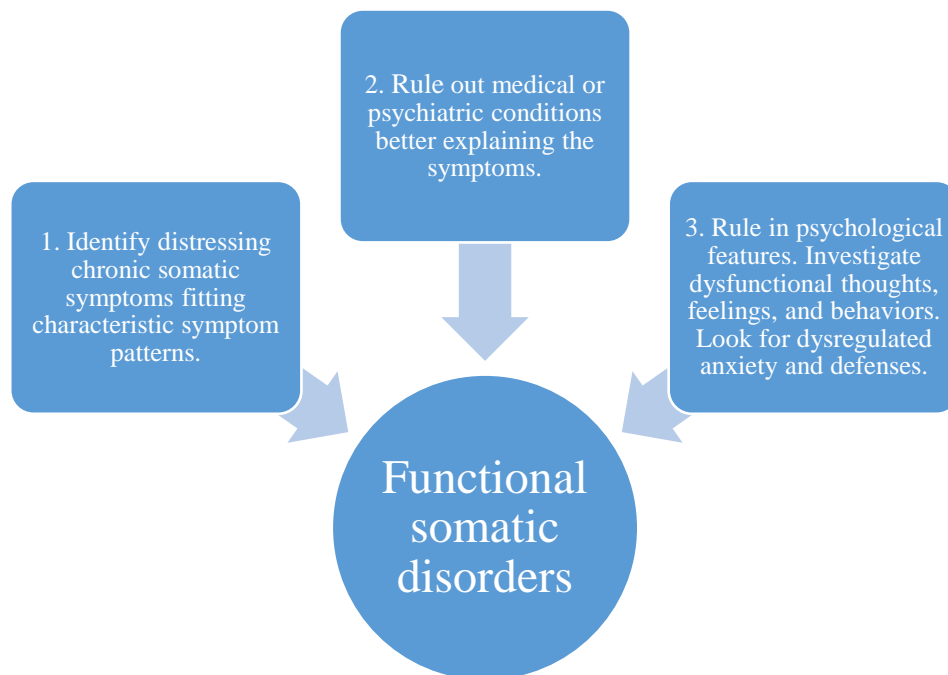 1. Identify distressing
chronic somatic
symptoms fitting
characteristic symptom
patterns.
2. Rule out medical or
psychiatric conditions
better explaining the
symptoms.
3. Rule in psychological
features. Investigate
dysfunctional thoughts,
feelings, and behaviors.
Look for dysregulated
anxiety and defenses.
Functional
somatic
disorders